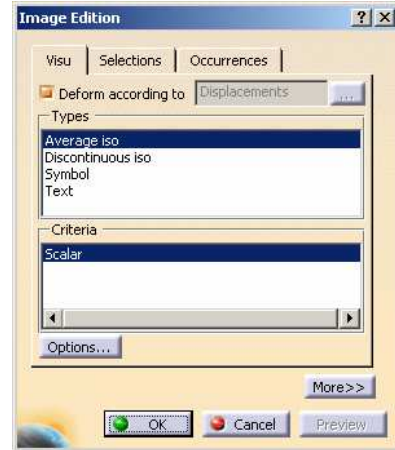 Image Edition
Visu Selections Occurrences
Deform according to Displacements ...
Types
Average iso
Discontinuous iso
Symbol
Text
Criteria
Scalar
Options...
More>>
OK Cancel Preview